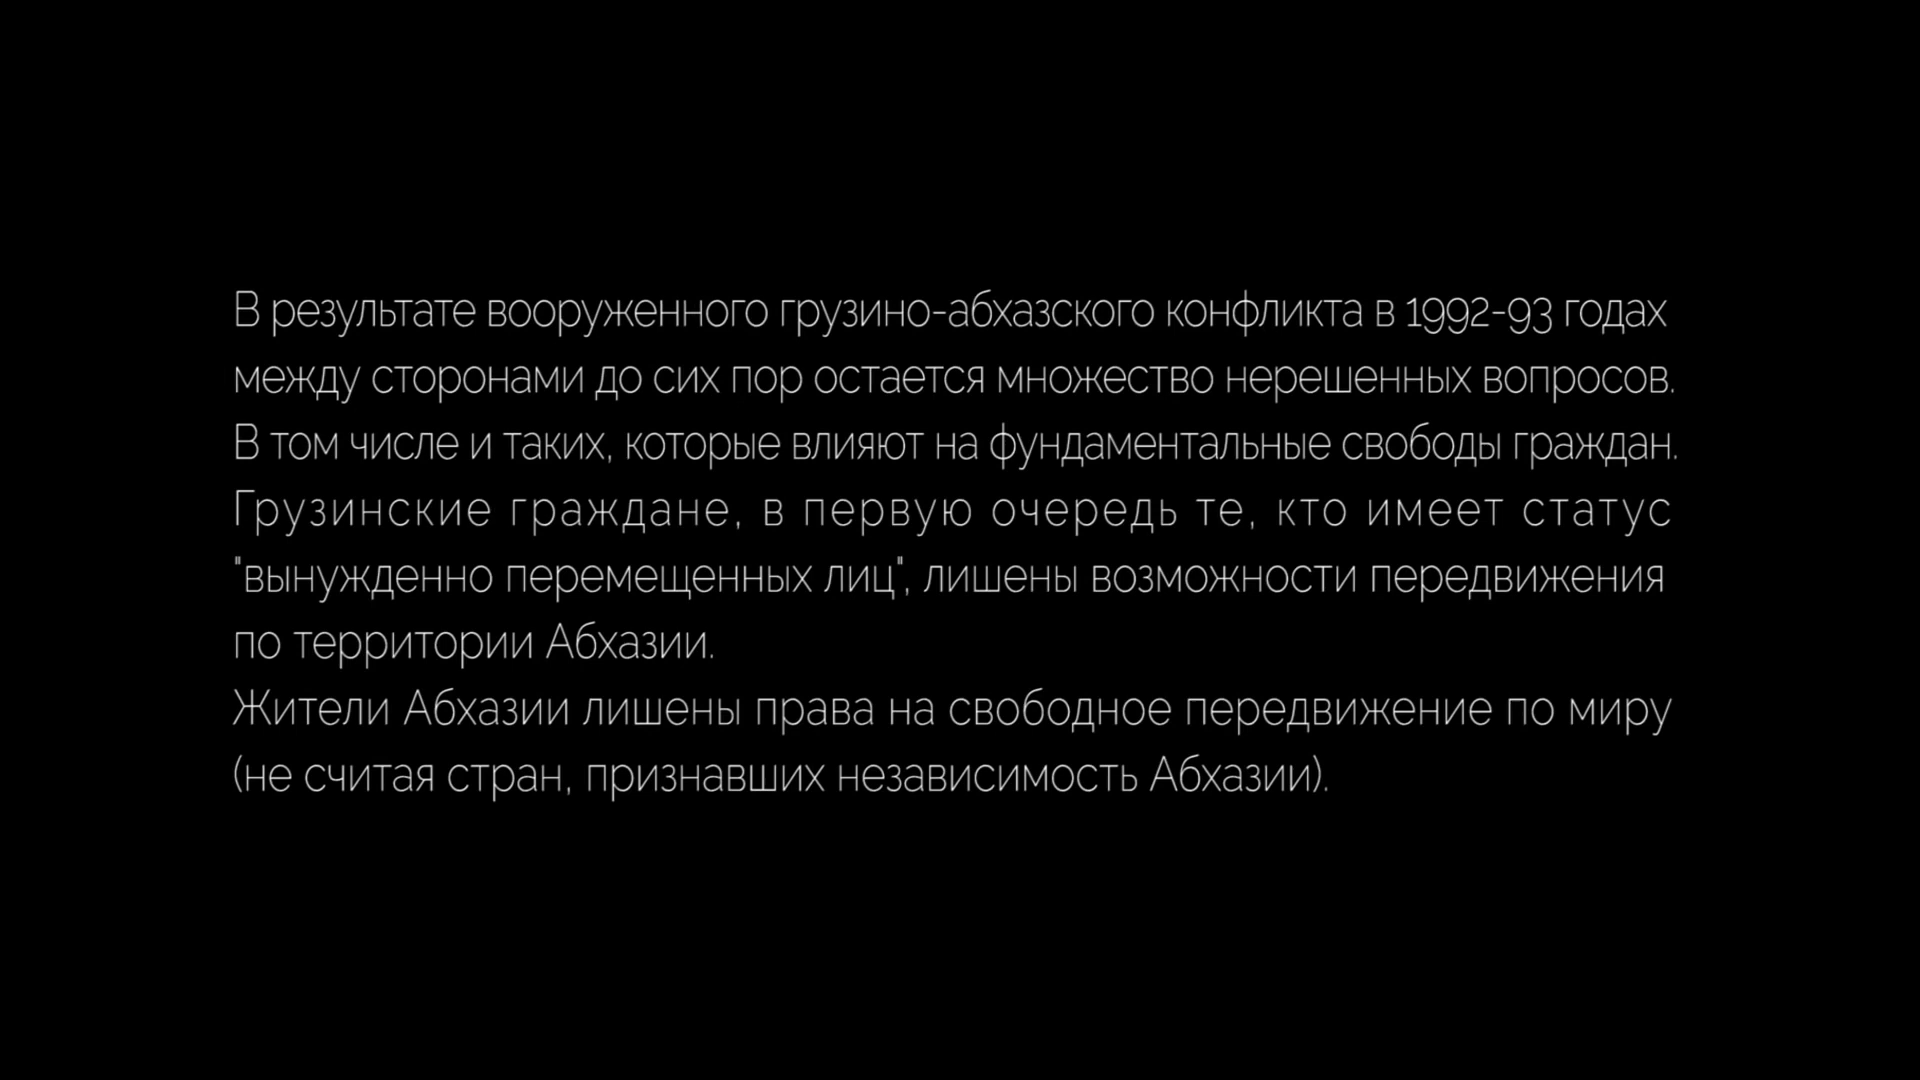 В результате вооруженного грузино-абхазского конфликта в 1992-93 годах
между сторонами до сих пор остается множество нерешенных вопросов.
В том числе и таких, которые влияют на фундаментальные свободы граждан.
Грузинские граждане, в первую очередь те, кто имеет статус
"вынужденно перемещенных лиц", лишены возможности передвижения
по территории Абхазии.
Жители Абхазии лишены права на свободное передвижение по миру
(не считая стран, признавших независимость Абхазии).